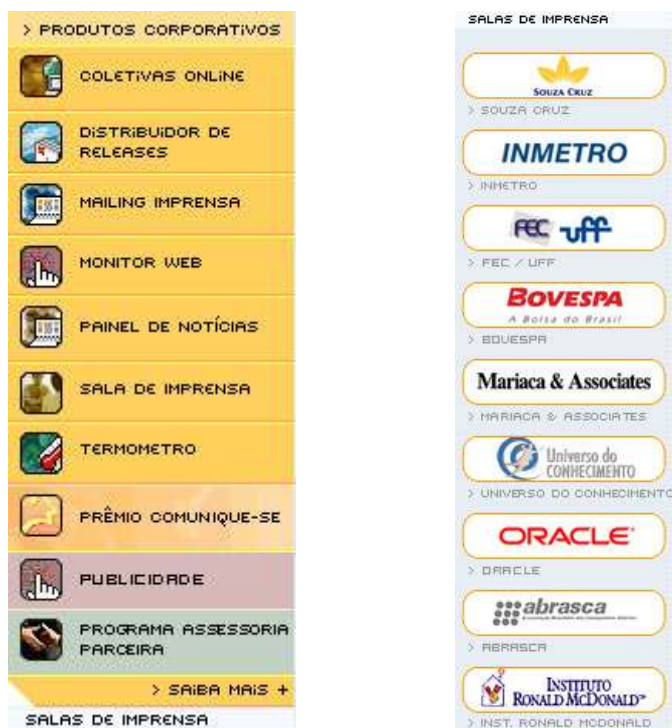 > PRODUTOS CORPORATIVOS
COLETIVAS ONLINE
DISTRIBUIDOR DE
RELEASES
MAILING IMPRENSA
MONITOR WEB
PAINEL DE NOTÍCIAS
SALA DE IMPRENSA
TERMOMETRO
PRÊMIO COMUNIQUE-SE
PUBLICIDADE
PROGRAMA ASSESSORIA
PARCEIRA
> SAIBA MAIS +
SALAS DE IMPRENSA
SALAS DE IMPRENSA
SOUZA CRUZ
> SOUZA CRUZ
INMETRO
> INMETRO
FEC uff
> FEC / UFF
BOVESPA
A Bolsa do Brasil
> BOVESPA
Mariaca & Associates
> MARIACA & ASSOCIATES
Universo do
CONHECIMENTO
> UNIVERSO DO CONHECIMENTO
ORACLE
> ORACLE
abrasca
> ABRASCA
INSTITUTO
RONALD MCDONALD
> INST. RONALD MCDONALD